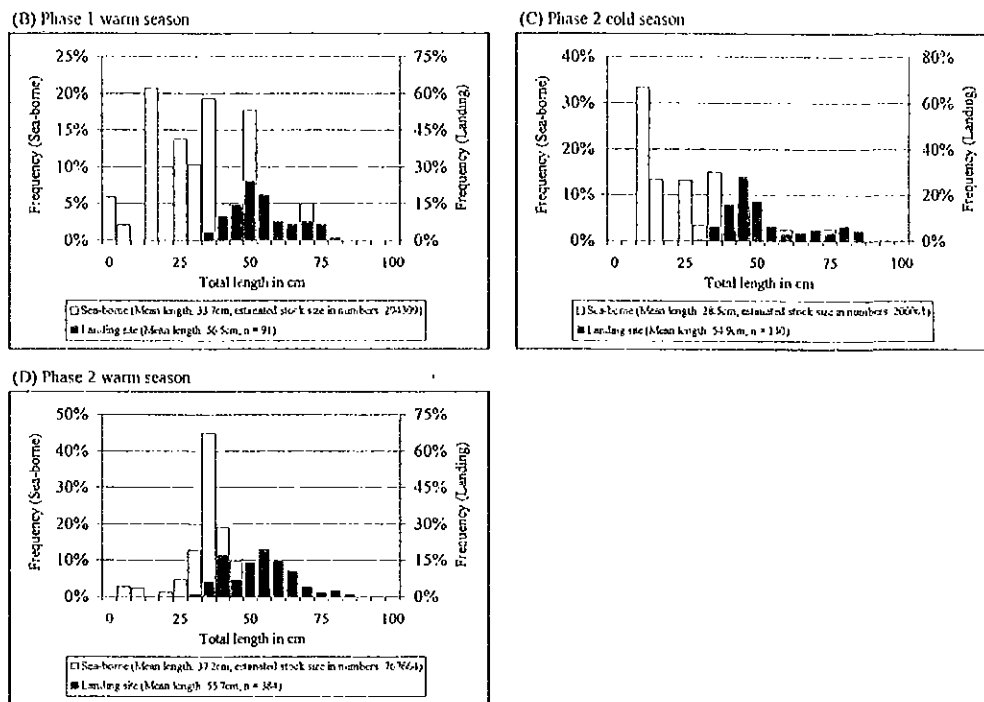 (B) Phase 1 warm season
25%
20%
15%
10%
5%
0%
75%
60%
45%
30%
15%
0%
Frequency (Sea-borne)
Frequency (Landing)
0 25 50 75 100
Total length in cm
Sea-borne (Mean length 33.7cm, estimated stock size in numbers
Landing site (Mean length 56.5cm, n = 91)
(C) Phase 2 cold season
40%
30%
20%
10%
0%
80%
60%
40%
20%
0%
Frequency (Sea-borne)
Frequency (Landing)
0 25 50 75 100
Total length in cm
Sea-borne (Mean length 28.5cm, estimated stock size in numbers
Landing site (Mean length 54.9cm, n = 130)
(D) Phase 2 warm season
50%
40%
30%
20%
10%
0%
75%
60%
45%
30%
15%
0%
Frequency (Sea-borne)
Frequency (Landing)
0 25 50 75 100
Total length in cm
Sea-borne (Mean length 37.2cm, estimated stock size in numbers
Landing site (Mean length 55.7cm, n = 384)